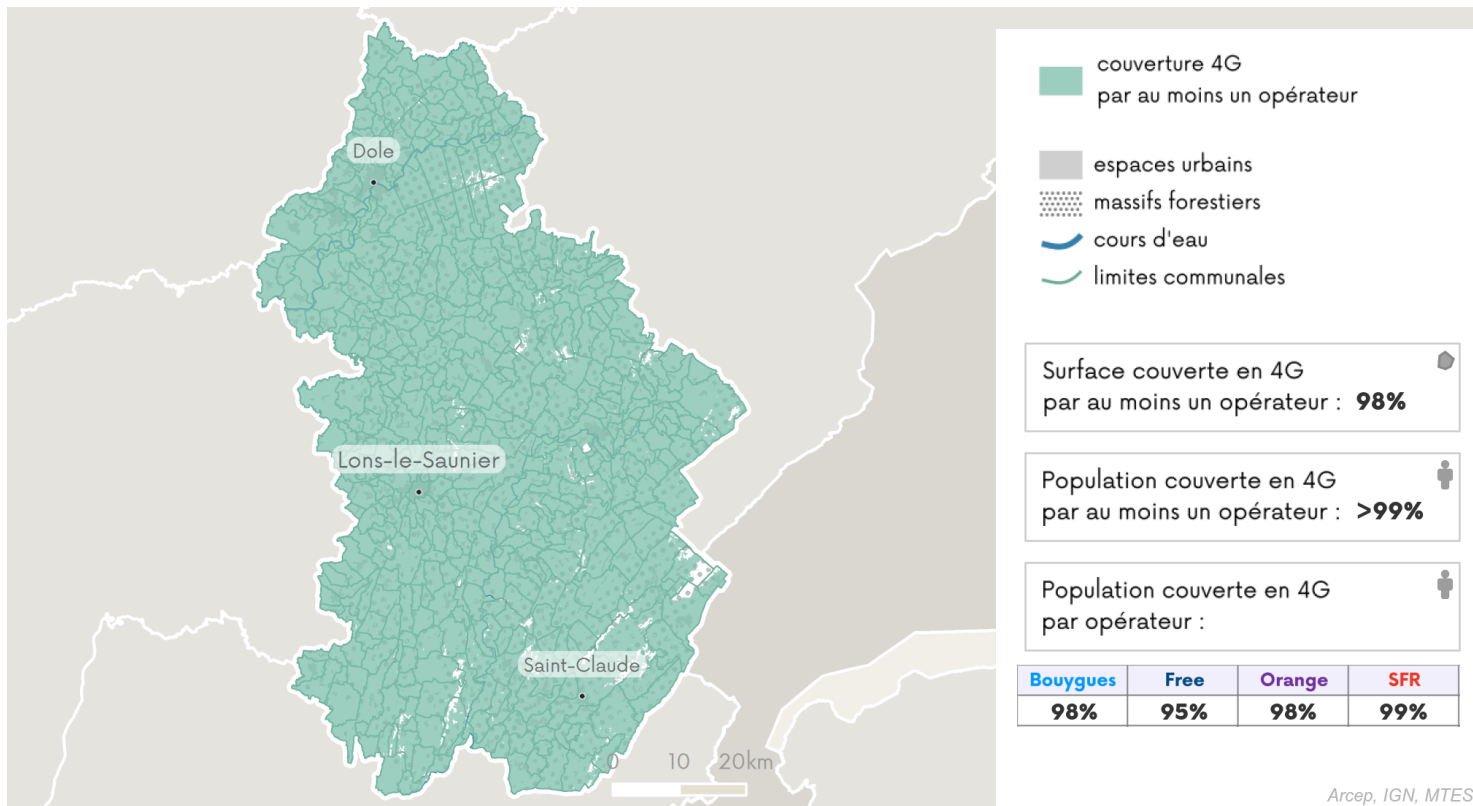 Dole
Lons-le-Saunier
Saint-Claude
0 10 20km
couverture 4G
par au moins un opérateur
espaces urbains
massifs forestiers
cours d'eau
limites communales
Surface couverte en 4G
par au moins un opérateur : 98%
Population couverte en 4G
par au moins un opérateur : >99%
Population couverte en 4G
par opérateur :
Bouygues Free Orange SFR
98% 95% 98% 99%
Arcep, IGN, MTES